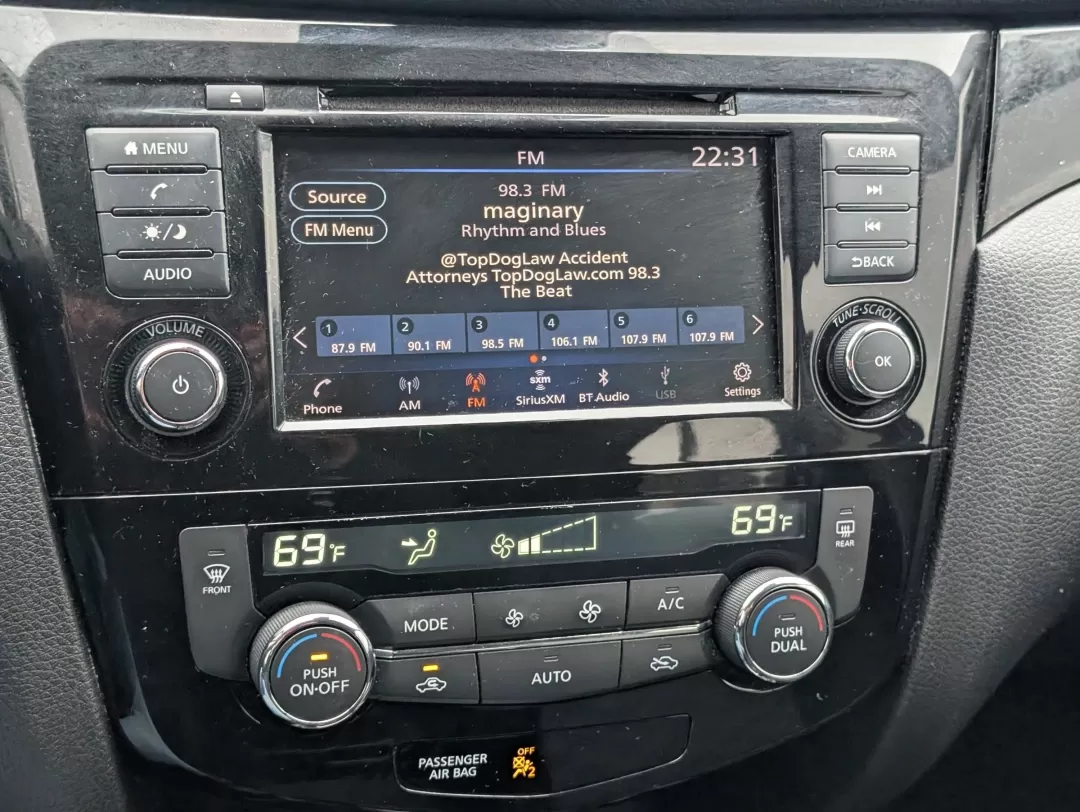 MENU
AUDIO
VOLUME
FM
22:31
Source
FM Menu
98.3 FM
maginary
Rhythm and Blues
@TopDogLaw Accident
Attorneys TopDogLaw.com 98.3
The Beat
1 87.9 FM
2 90.1 FM
3 98.5 FM
4 106.1 FM
5 107.9 FM
6 107.9 FM
Phone
AM
FM
sxm
SiriusXM
BT Audio
USB
Settings
CAMERA
BACK
TUNE·SCROLL
OK
69°F
69°F
FRONT
REAR
MODE
A/C
PUSH
ON·OFF
AUTO
PUSH
DUAL
PASSENGER
AIR BAG
OFF
2